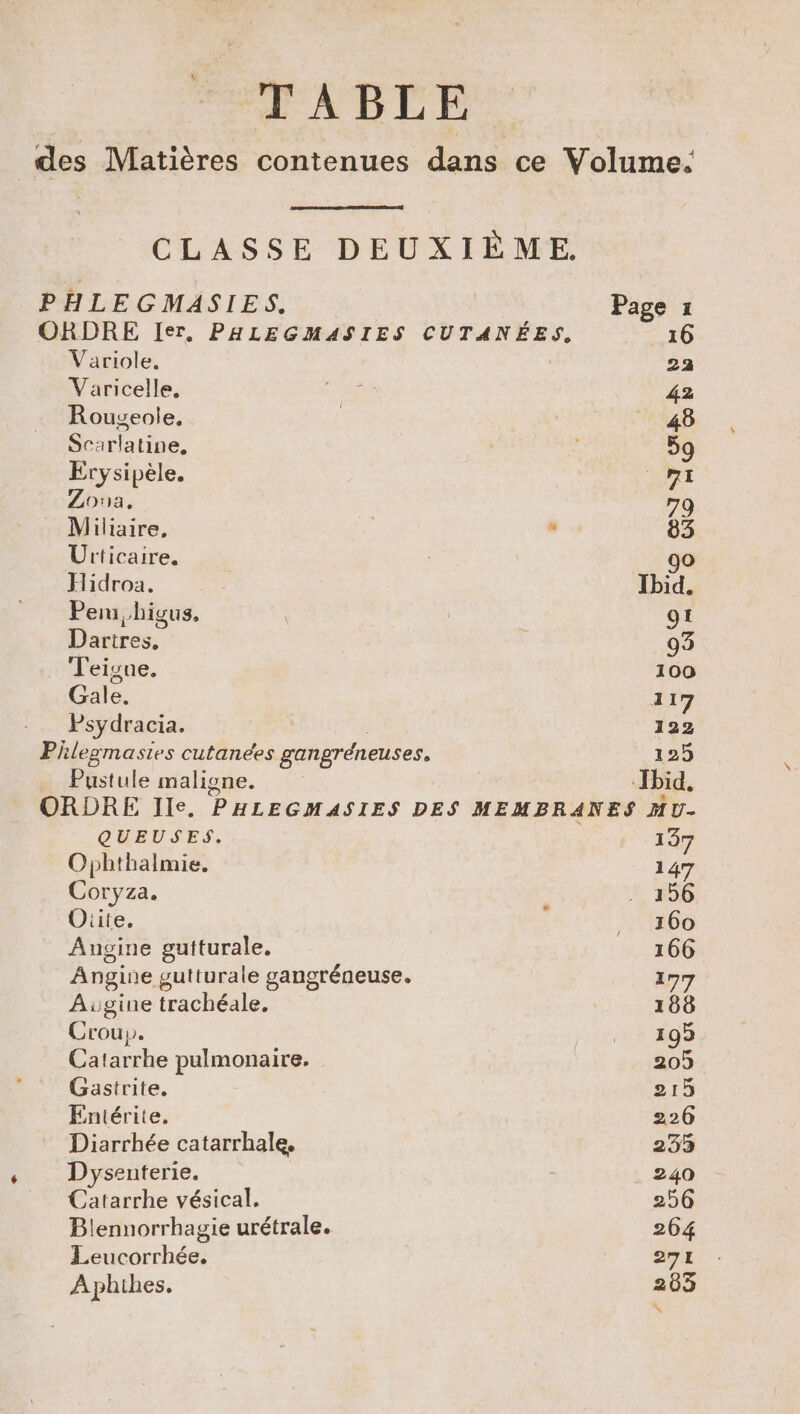 TABLE
des Matières contenues dans ce Volume.
CLASSE DEUXIÈME.
PHLEGMASIES. Page 1
ORDRE Ier. PHLEGMASIES CUTANÉES. 16
Variole. 22
Varicelle. 42
Rougeole. 48
Scarlatine. 59
Erysipèle. 71
Zona. 79
Miliaire. 83
Urticaire. 90
Hidroa. Ibid.
Pemphigus. 91
Dartres. 93
Teigne. 100
Gale. 117
Psydracia. 122
Phlegmasies cutanées gangréneuses. 125
Pustule maligne. Ibid.
ORDRE IIe. PHLEGMASIES DES MEMBRANES MU-
QUEUSES. 137
Ophthalmie. 147
Coryza. 156
Otite. 160
Angine gutturale. 166
Angine gutturale gangréneuse. 177
Angine trachéale. 188
Croup. 195
Catarrhe pulmonaire. 205
Gastrite. 215
Entérite. 226
Diarrhée catarrhale. 235
Dysenterie. 240
Catarrhe vésical. 256
Blennorrhagie urétrale. 264
Leucorrhée. 271
Aphthes. 283